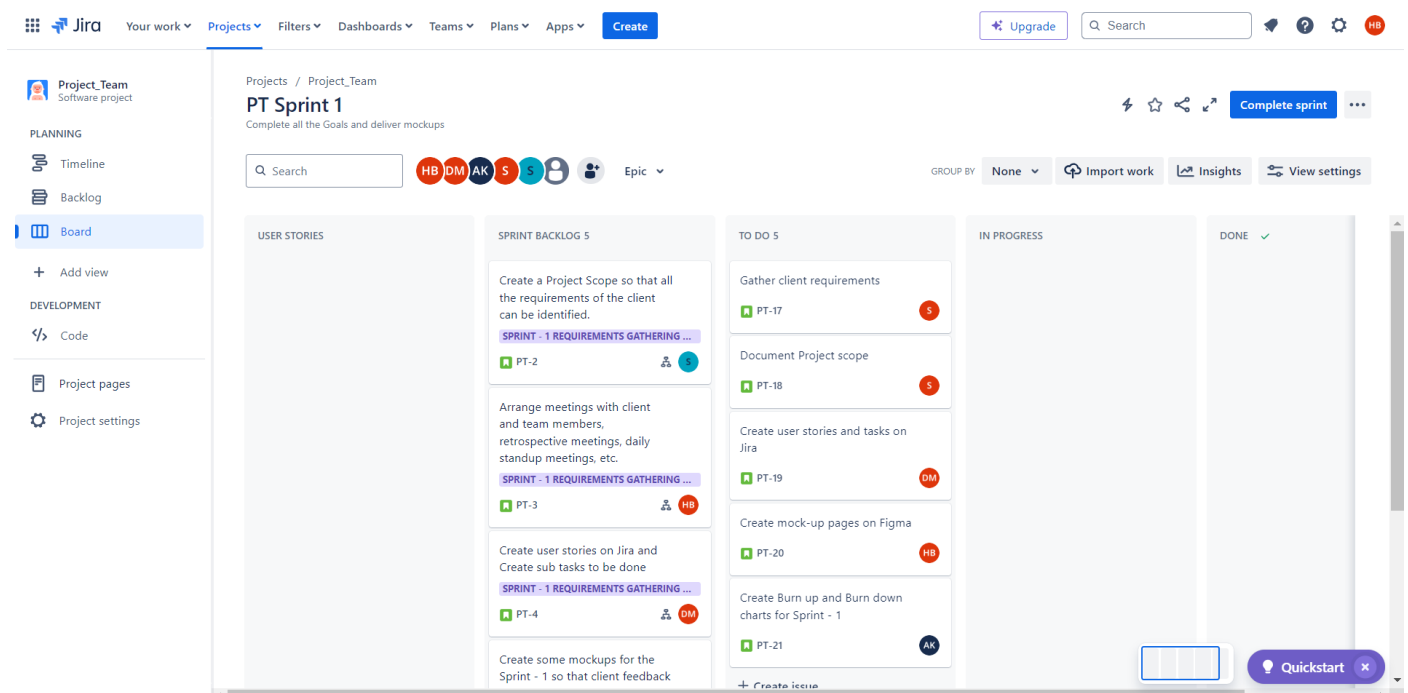 Jira
Your work
Projects
Filters
Dashboards
Teams
Plans
Apps
Create
Upgrade
Search
HB
Project_Team
Software project
PLANNING
Timeline
Backlog
Board
Add view
DEVELOPMENT
Code
Project pages
Project settings
Projects / Project_Team
PT Sprint 1
Complete all the Goals and deliver mockups
Complete sprint
Search
HB DM AK S S
Epic
GROUP BY
None
Import work
Insights
View settings
USER STORIES
SPRINT BACKLOG 5
Create a Project Scope so that all
the requirements of the client
can be identified.
SPRINT - 1 REQUIREMENTS GATHERING ...
PT-2
S
Arrange meetings with client
and team members,
retrospective meetings, daily
standup meetings, etc.
SPRINT - 1 REQUIREMENTS GATHERING ...
PT-3
HB
Create user stories on Jira and
Create sub tasks to be done
SPRINT - 1 REQUIREMENTS GATHERING ...
PT-4
DM
Create some mockups for the
Sprint - 1 so that client feedback
TO DO 5
Gather client requirements
PT-17
S
Document Project scope
PT-18
S
Create user stories and tasks on
Jira
PT-19
DM
Create mock-up pages on Figma
PT-20
HB
Create Burn up and Burn down
charts for Sprint - 1
PT-21
AK
+ Create issue
IN PROGRESS
DONE
Quickstart